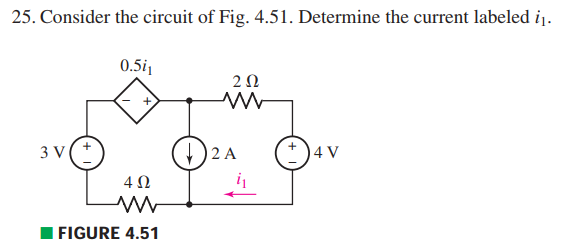 25. Consider the circuit of Fig. 4.51. Determine the current labeled i₁.
0.5i₁
2 Ω
− +
3 V + −
2 A
+ − 4 V
4 Ω
i₁
FIGURE 4.51